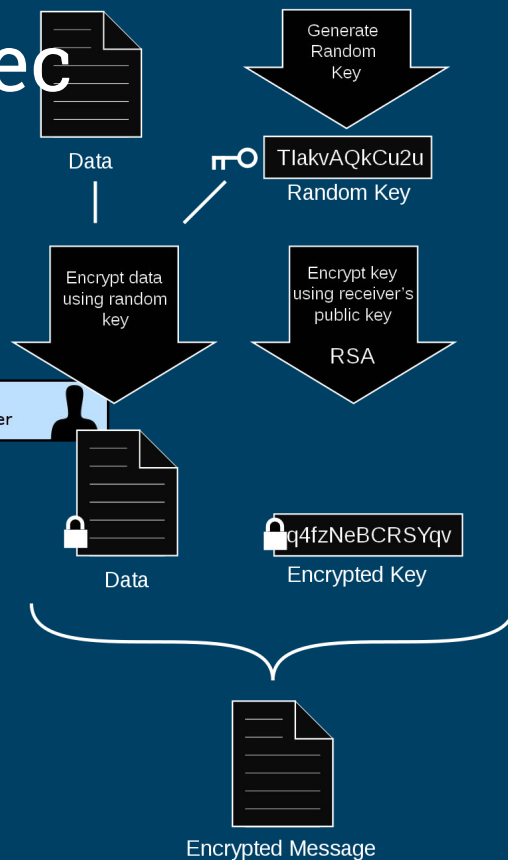 ec
Generate
Random
Key
Data
TIakvAQkCu2u
Random Key
Encrypt data
using random
key
Encrypt key
using receiver's
public key
RSA
er
q4fzNeBCRSYqv
Data
Encrypted Key
Encrypted Message